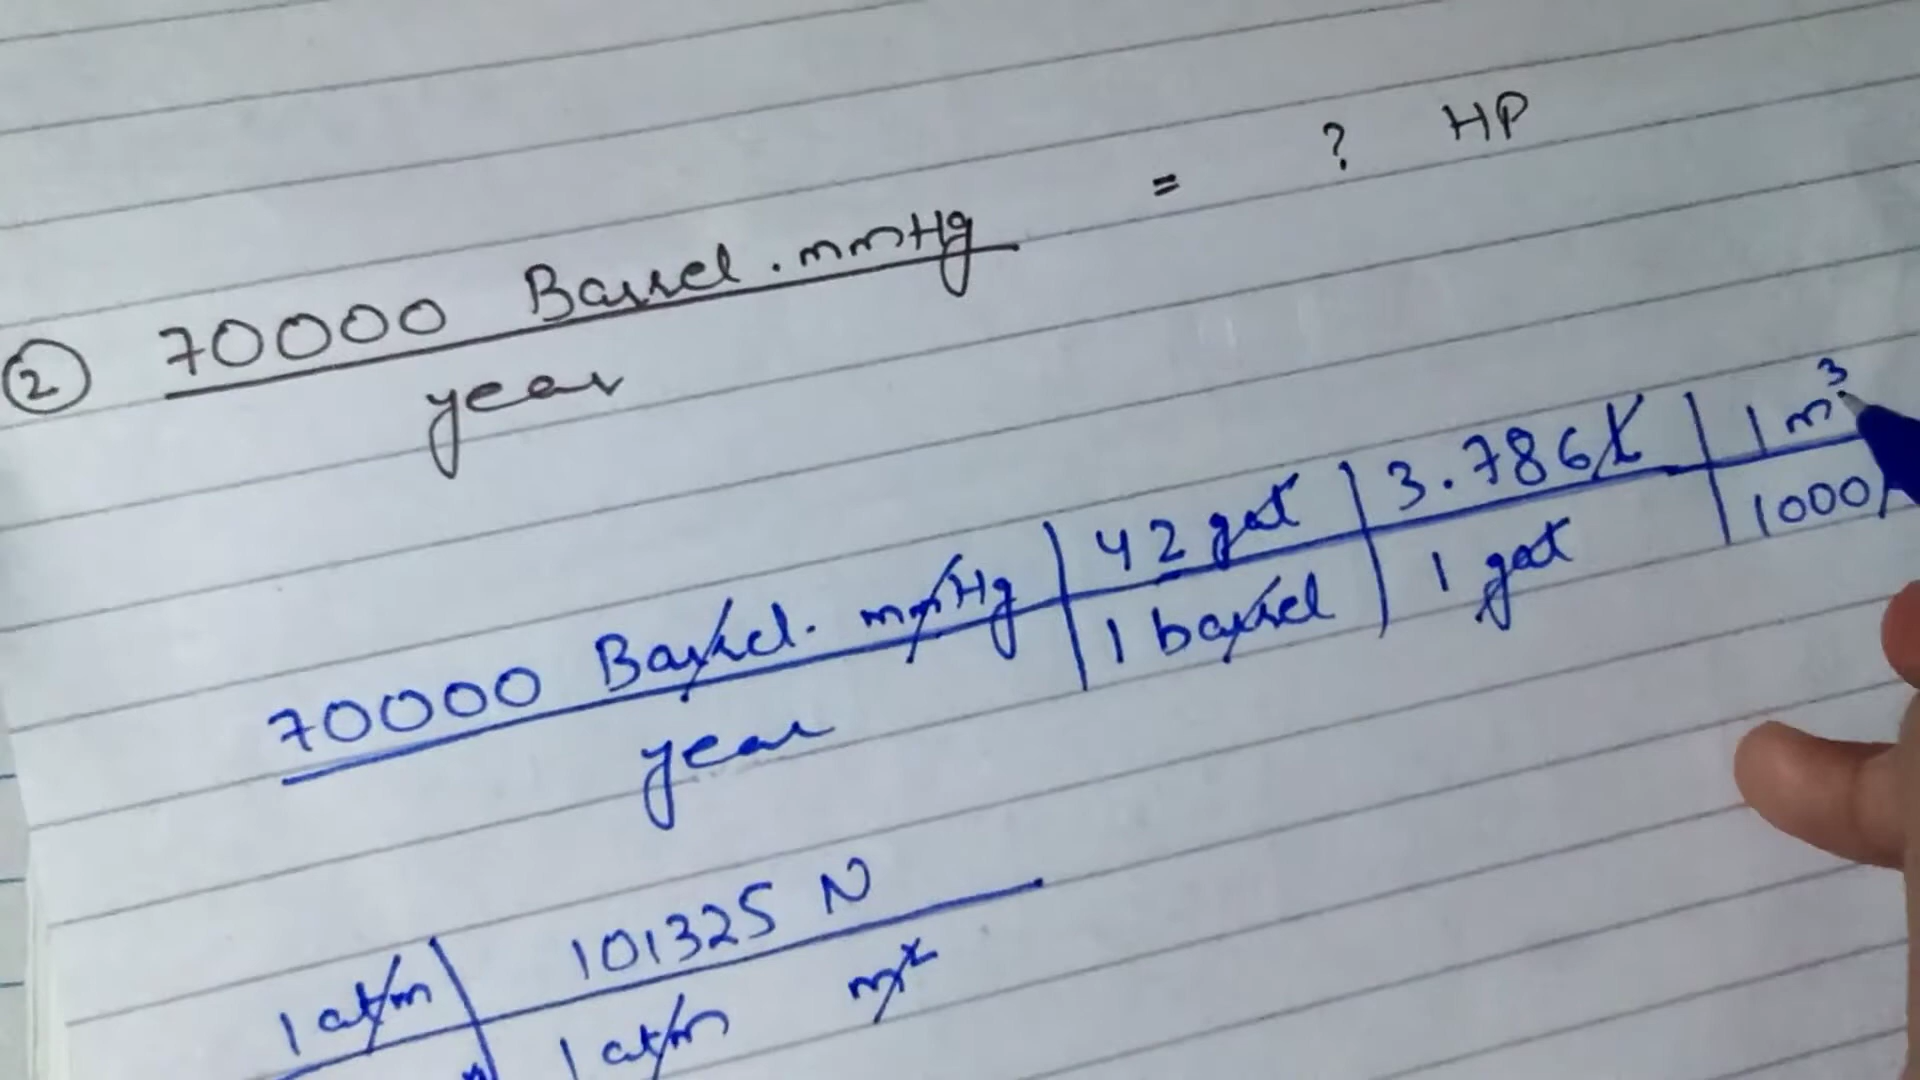 ? HP
② 70000 Barrel . mmHg =
year
70000 Barrel . mmHg | 42 gal | 3.786 L | 1 m³
year | 1 barrel | 1 gal | 1000
1 atm | 101325 N
1 atm m²